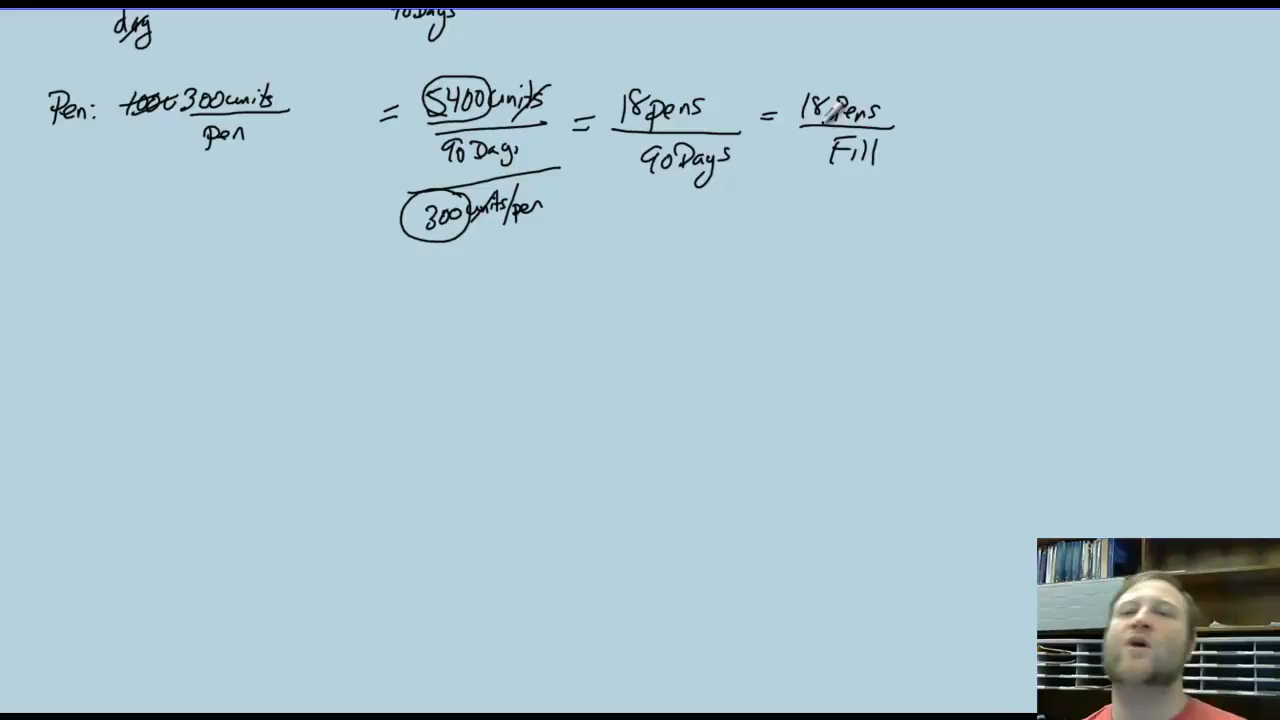 day
90 Days
Pen: 1000 300 units / pen = 5400 units / 90 Days / 300 units/pen = 18 pens / 90 Days = 18 Pens / Fill